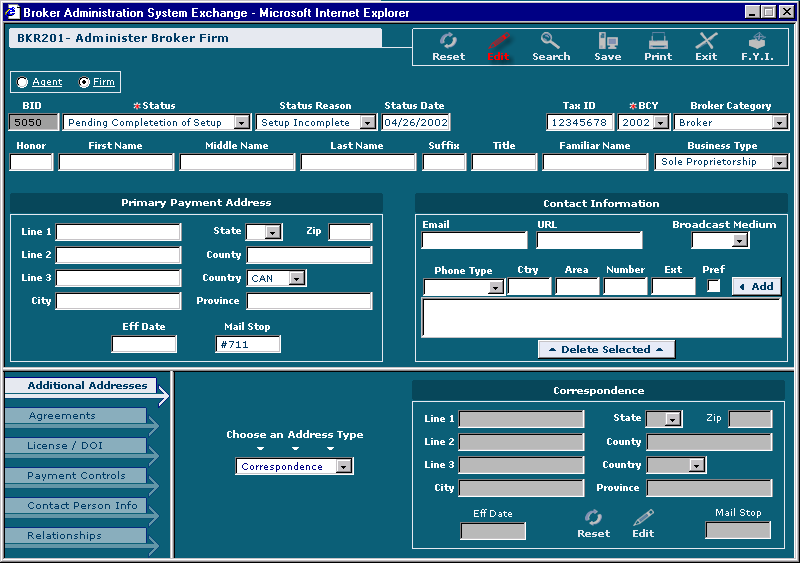 Broker Administration System Exchange - Microsoft Internet Explorer
BKR201- Administer Broker Firm
Reset Edit Search Save Print Exit F.Y.I.
Agent Firm
BID *Status Status Reason Status Date Tax ID *BCY Broker Category
5050 Pending Completetion of Setup Setup Incomplete 04/26/2002 12345678 2002 Broker
Honor First Name Middle Name Last Name Suffix Title Familiar Name Business Type
Sole Proprietorship
Primary Payment Address
Line 1 State Zip
Line 2 County
Line 3 Country CAN
City Province
Eff Date Mail Stop
#711
Contact Information
Email URL Broadcast Medium
Phone Type Ctry Area Number Ext Pref
Add
Delete Selected
Additional Addresses
Agreements
License / DOI
Payment Controls
Contact Person Info
Relationships
Choose an Address Type
Correspondence
Correspondence
Line 1 State Zip
Line 2 County
Line 3 Country
City Province
Eff Date Mail Stop
Reset Edit